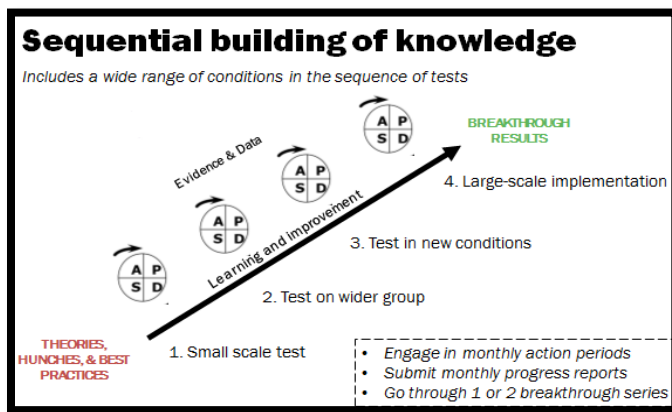 Sequential building of knowledge
Includes a wide range of conditions in the sequence of tests
A P
S D
BREAKTHROUGH
RESULTS
Evidence & Data
A P
S D
4. Large-scale implementation
A P
S D
Learning and improvement
3. Test in new conditions
A P
S D
2. Test on wider group
THEORIES,
HUNCHES, & BEST
PRACTICES
1. Small scale test
• Engage in monthly action periods
• Submit monthly progress reports
• Go through 1 or 2 breakthrough series